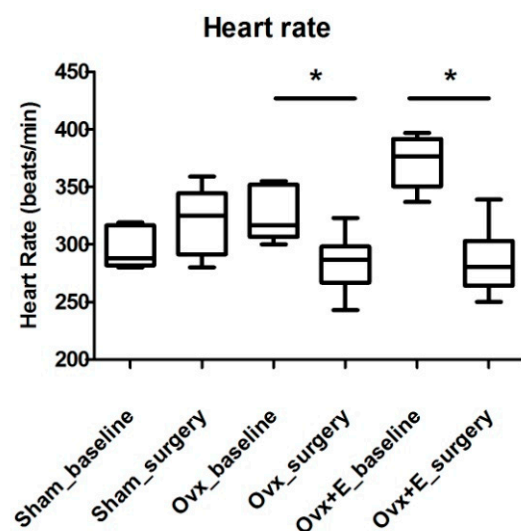 Heart rate
* *
Heart Rate (beats/min)
450
400
350
300
250
200
Sham_baseline
Sham_surgery
Ovx_baseline
Ovx_surgery
Ovx+E_baseline
Ovx+E_surgery